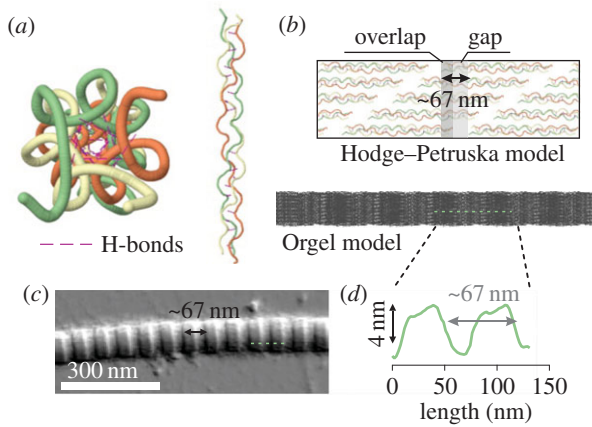 (a)
H-bonds
(b)
overlap
gap
~67 nm
Hodge–Petruska model
Orgel model
(c)
~67 nm
300 nm
(d)
~67 nm
4 nm
0 50 100 150
length (nm)